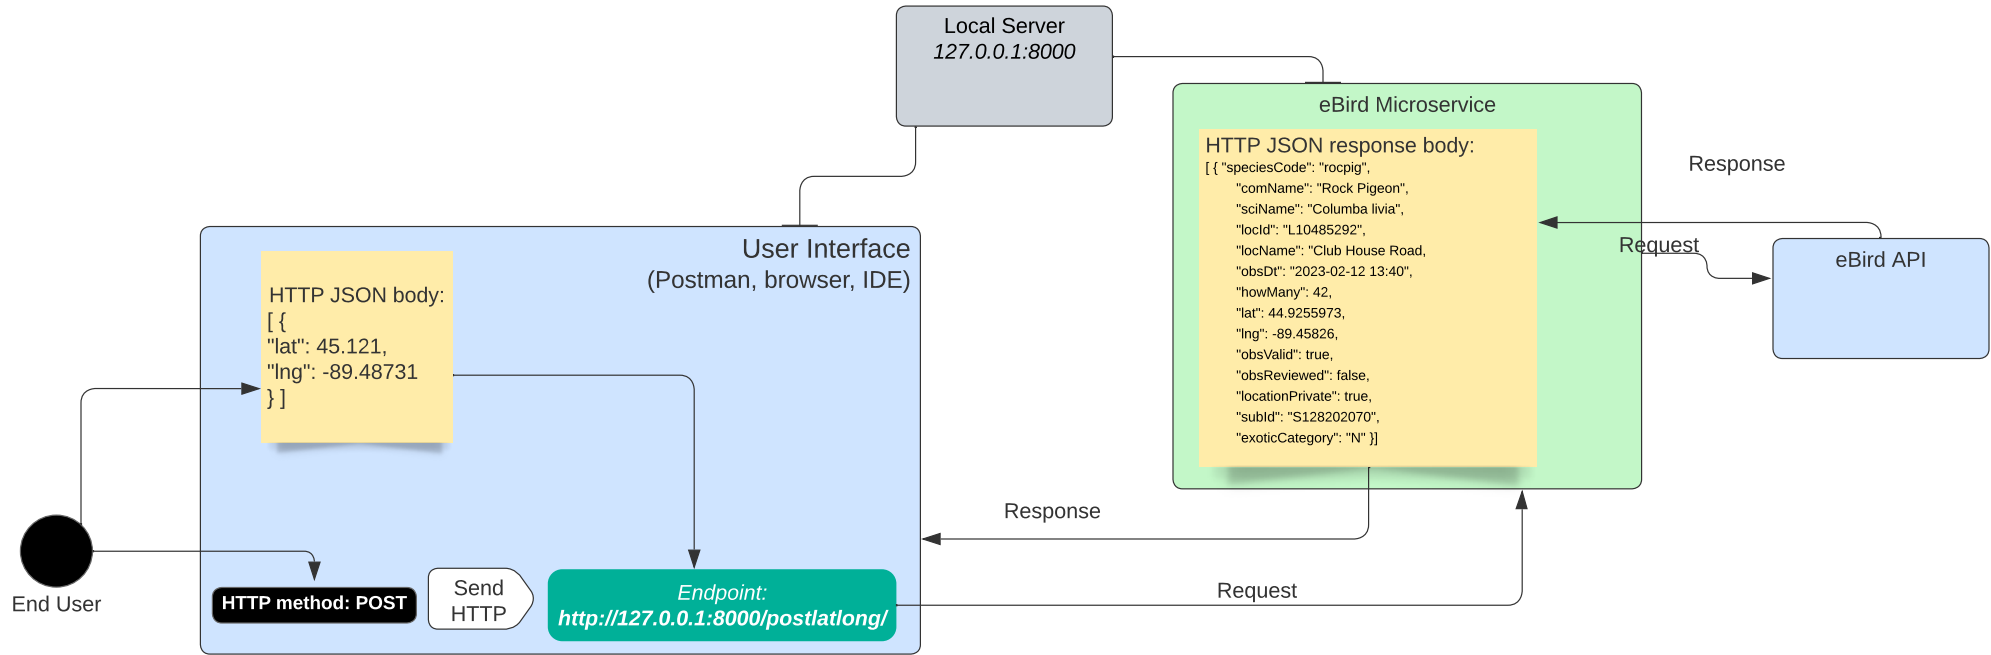 Local Server
127.0.0.1:8000
eBird Microservice
HTTP JSON response body:
[ { "speciesCode": "rocpig",
"comName": "Rock Pigeon",
"sciName": "Columba livia",
"locId": "L10485292",
"locName": "Club House Road,
"obsDt": "2023-02-12 13:40",
"howMany": 42,
"lat": 44.9255973,
"lng": -89.45826,
"obsValid": true,
"obsReviewed": false,
"locationPrivate": true,
"subId": "S128202070",
"exoticCategory": "N" }]
Response
Request
eBird API
User Interface
(Postman, browser, IDE)
HTTP JSON body:
[ {
"lat": 45.121,
"lng": -89.48731
} ]
Response
Request
End User
HTTP method: POST
Send
HTTP
Endpoint:
http://127.0.0.1:8000/postlatlong/